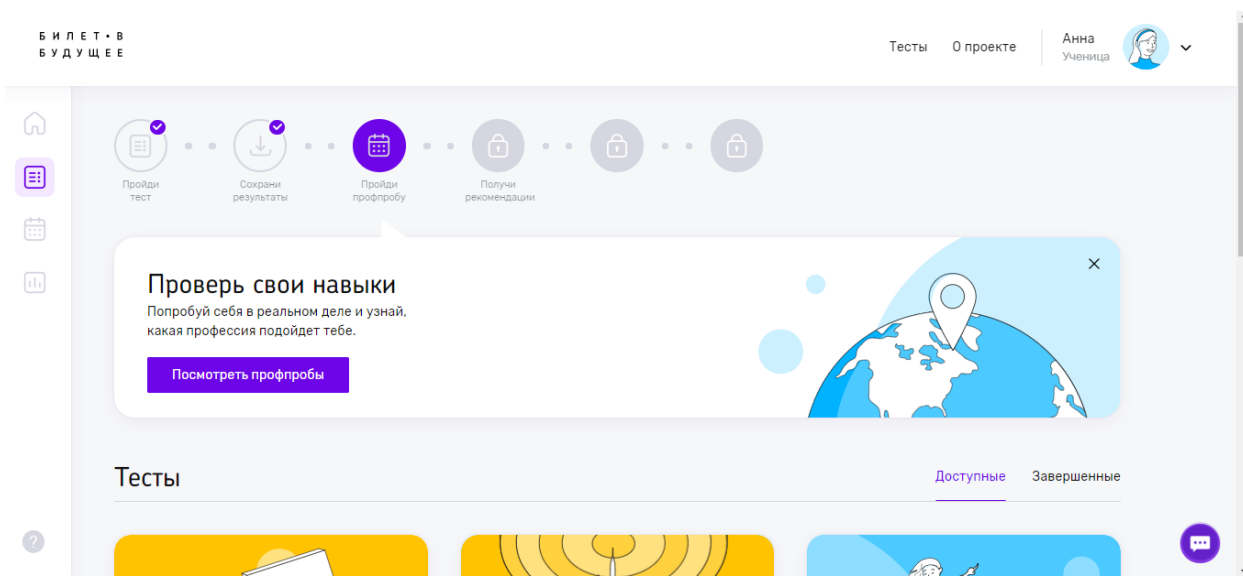 БИЛЕТ•В
БУДУЩЕЕ
Тесты О проекте
Анна
Ученица
Пройди
тест
Сохрани
результаты
Пройди
профпробу
Получи
рекомендации
Проверь свои навыки
Попробуй себя в реальном деле и узнай,
какая профессия подойдет тебе.
Посмотреть профпробы
Тесты
Доступные Завершенные
?